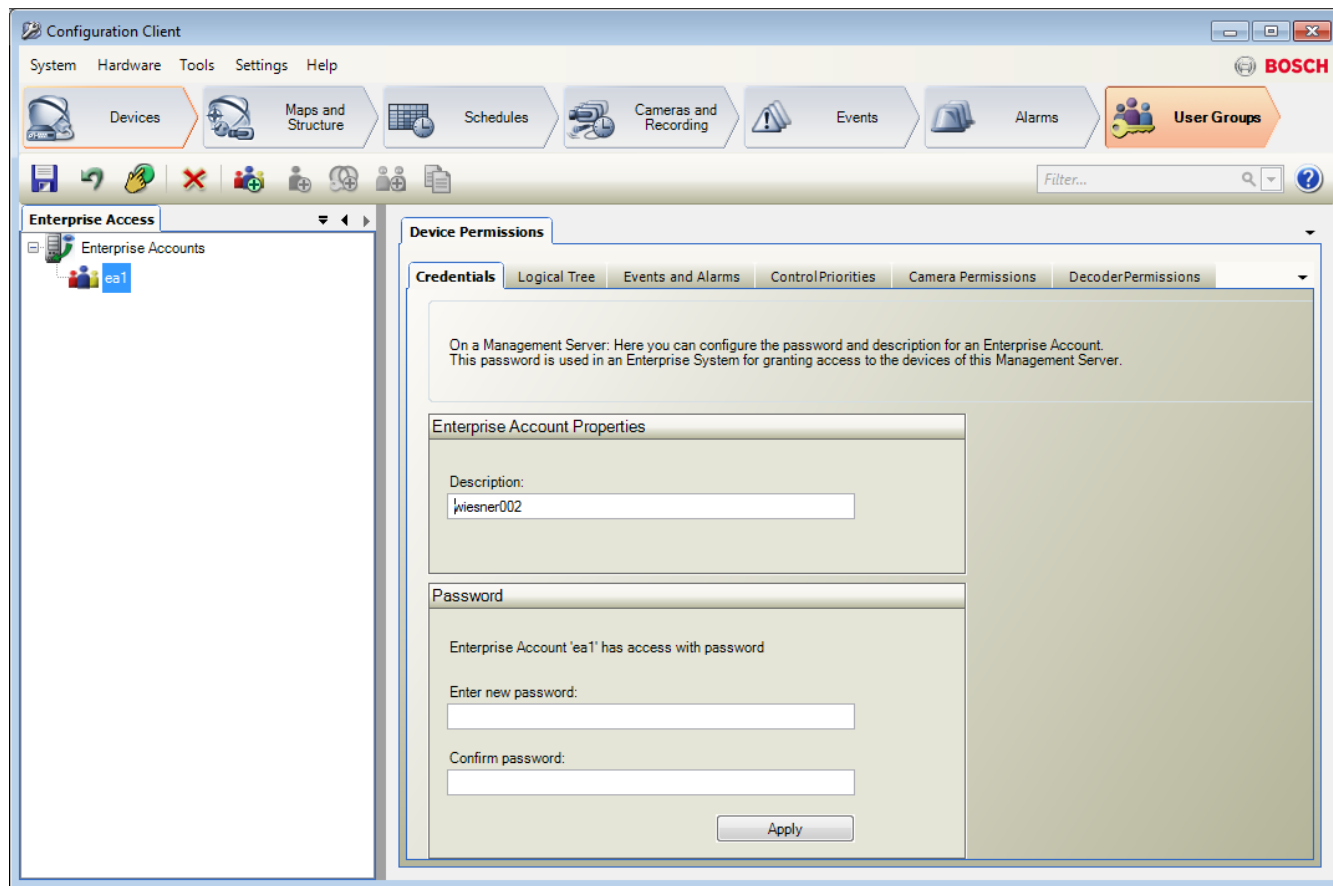 Configuration Client
System Hardware Tools Settings Help
BOSCH
Devices
Maps and
Structure
Schedules
Cameras and
Recording
Events
Alarms
User Groups
Filter...
Enterprise Access
Enterprise Accounts
ea1
Device Permissions
Credentials Logical Tree Events and Alarms ControlPriorities Camera Permissions DecoderPermissions
On a Management Server: Here you can configure the password and description for an Enterprise Account.
This password is used in an Enterprise System for granting access to the devices of this Management Server.
Enterprise Account Properties
Description:
wiesner002
Password
Enterprise Account 'ea1' has access with password
Enter new password:
Confirm password:
Apply